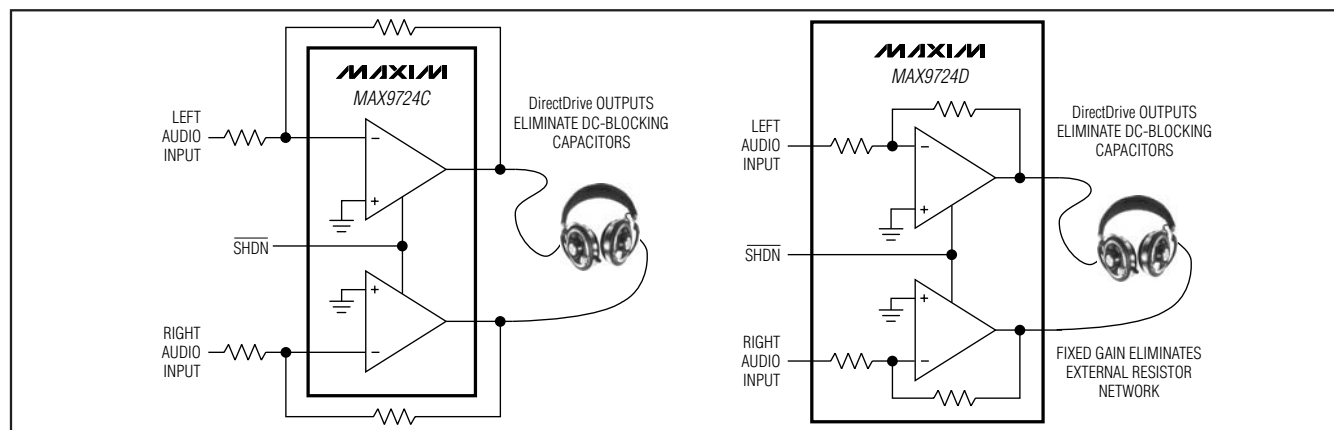 MAXIM
MAX9724C
LEFT
AUDIO
INPUT
−
+
SHDN
+
−
RIGHT
AUDIO
INPUT
DirectDrive OUTPUTS
ELIMINATE DC-BLOCKING
CAPACITORS
MAXIM
MAX9724D
LEFT
AUDIO
INPUT
−
+
SHDN
+
−
RIGHT
AUDIO
INPUT
DirectDrive OUTPUTS
ELIMINATE DC-BLOCKING
CAPACITORS
FIXED GAIN ELIMINATES
EXTERNAL RESISTOR
NETWORK